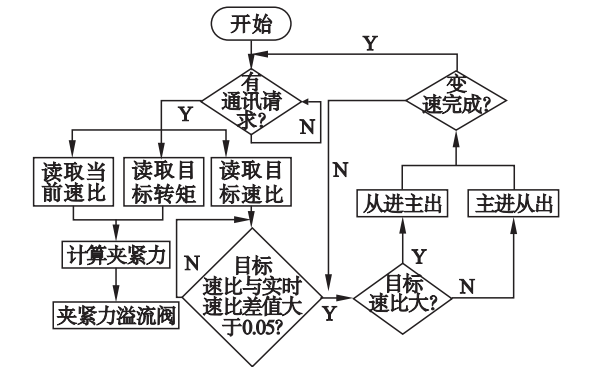 开始
Y
有
通讯请
求?
N
Y
变
速完成?
读取当
前速比
读取目
标转矩
读取目
标速比
N
从进主出
主进从出
计算夹紧力
夹紧力溢流阀
N
目标
速比与实时
速比差值大
于0.05?
Y
Y
目标
速比大?
N